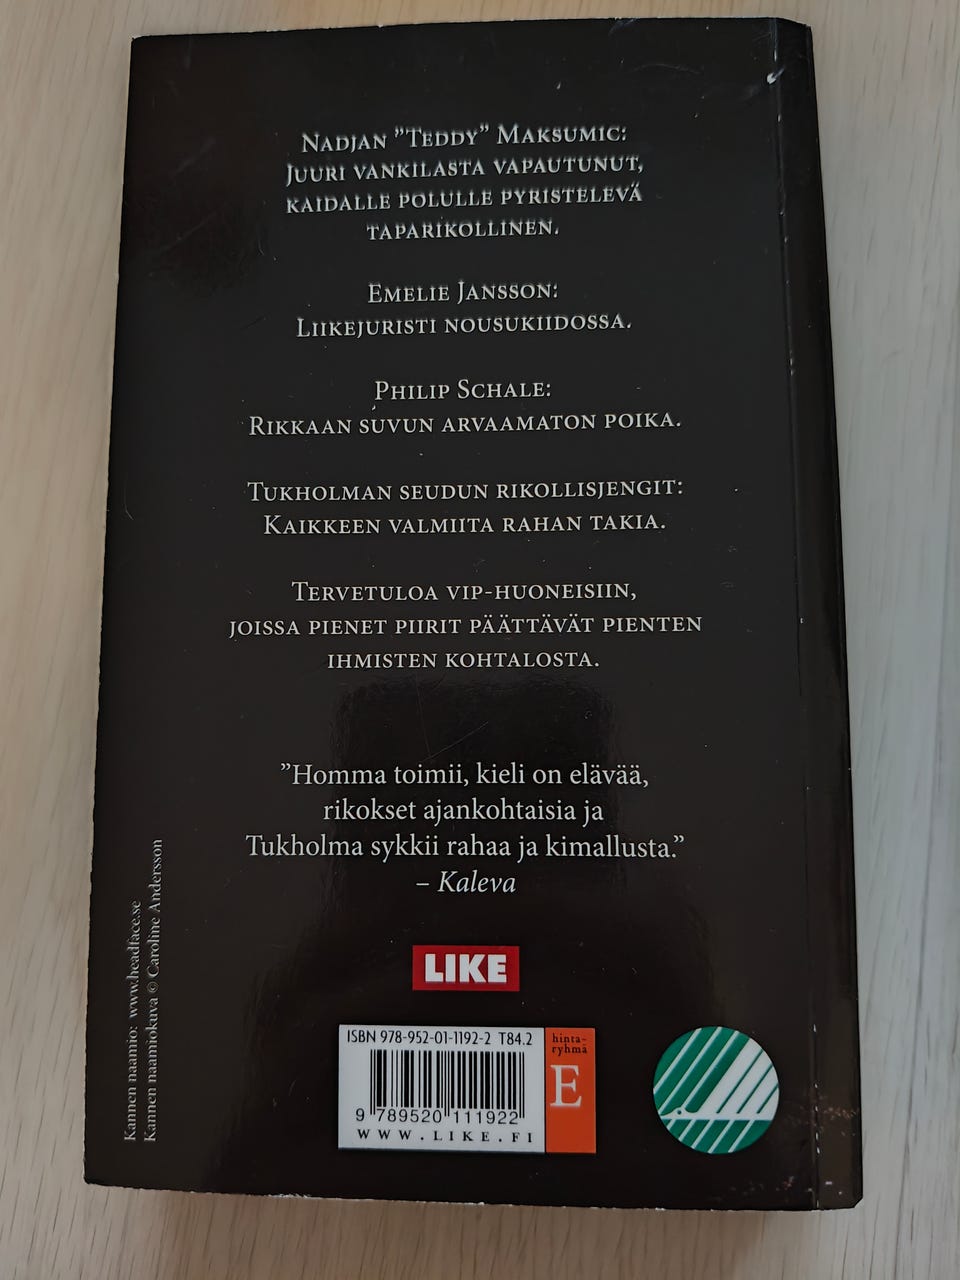 Nadjan ”Teddy” Maksumic:
Juuri vankilasta vapautunut,
kaidalle polulle pyristelevä
taparikollinen.
Emelie Jansson:
Liikejuristi nousukiidossa.
Philip Schale:
Rikkaan suvun arvaamaton poika.
Tukholman seudun rikollisjengit:
Kaikkeen valmiita rahan takia.
Tervetuloa VIP-huoneisiin,
joissa pienet piirit päättävät pienten
ihmisten kohtalosta.
”Homma toimii, kieli on elävää,
rikokset ajankohtaisia ja
Tukholma sykkii rahaa ja kimallusta.”
– Kaleva
Kannen naamio: www.headface.se
Kannen naamiokuva © Caroline Andersson
LIKE
ISBN 978-952-01-1192-2 T84.2
hinta-
ryhmä
E
9 789520 111922
WWW.LIKE.FI